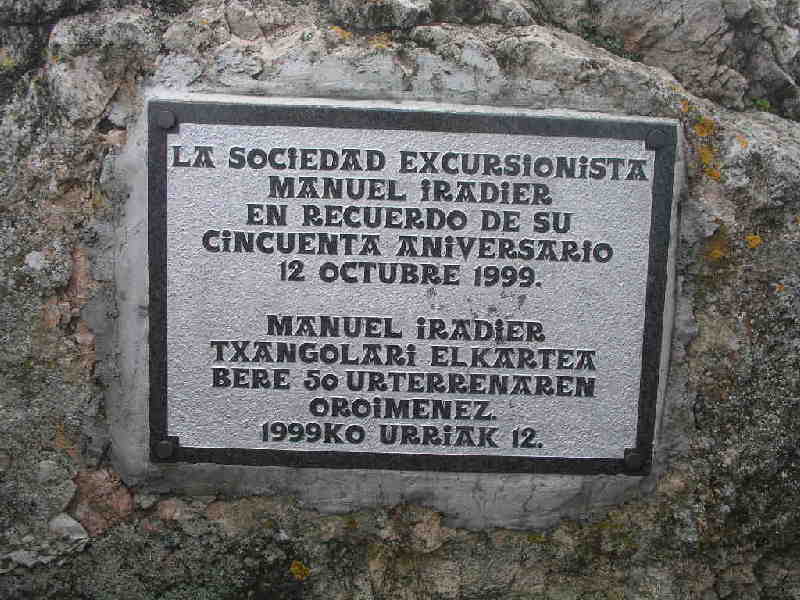 LA SOCIEDAD EXCURSIONISTA
MANUEL IRADIER
EN RECUERDO DE SU
CINCUENTA ANIVERSARIO
12 OCTUBRE 1999.
MANUEL IRADIER
TXANGOLARI ELKARTEA
BERE 50 URTERRENAREN
OROIMENEZ.
1999KO URRIAK 12.